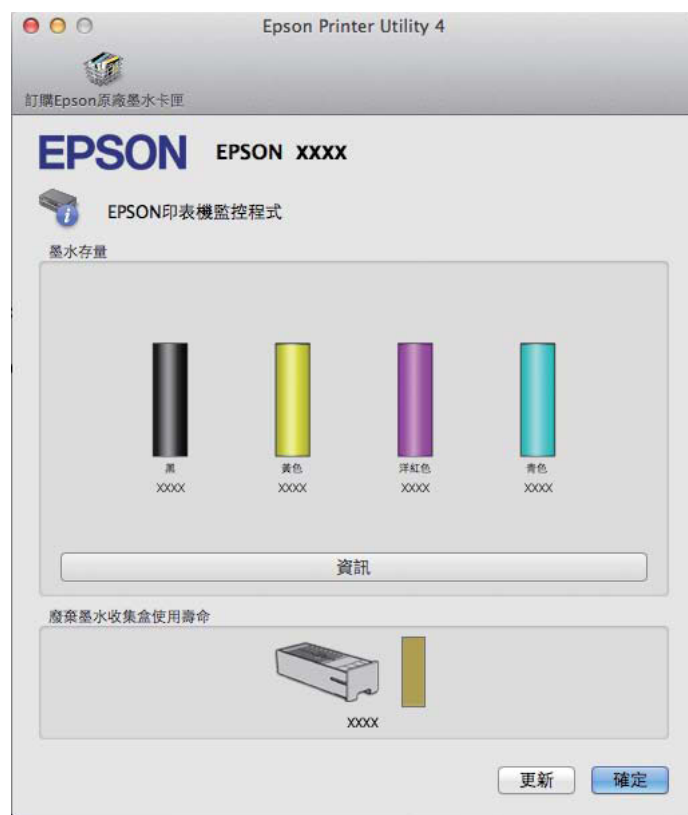 Epson Printer Utility 4
訂購Epson原廠墨水卡匣
EPSON EPSON XXXX
EPSON印表機監控程式
墨水存量
黑 黃色 洋紅色 青色
XXXX XXXX XXXX XXXX
資訊
廢棄墨水收集盒使用壽命
XXXX
更新 確定